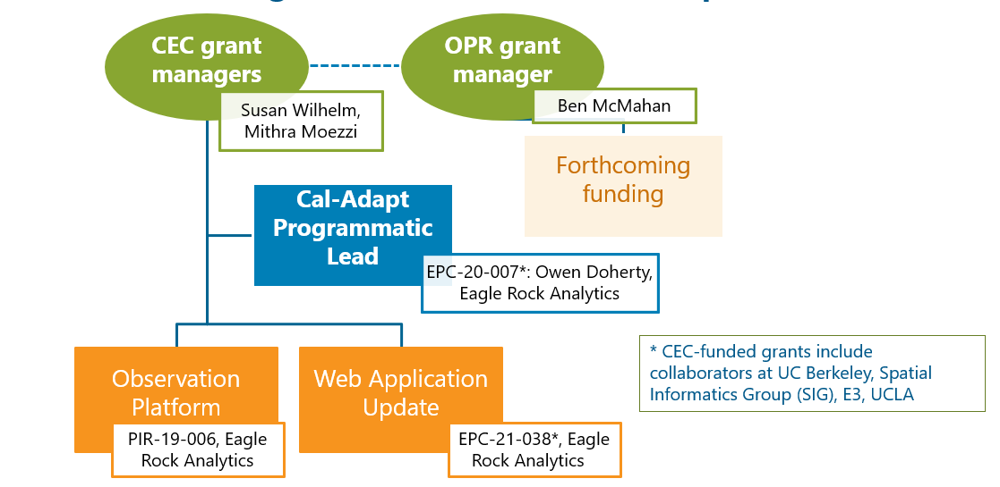 CEC grant
managers
OPR grant
manager
Susan Wilhelm,
Mithra Moezzi
Ben McMahan
Forthcoming
funding
Cal-Adapt
Programmatic
Lead
EPC-20-007*: Owen Doherty,
Eagle Rock Analytics
Observation
Platform
PIR-19-006, Eagle
Rock Analytics
Web Application
Update
EPC-21-038*, Eagle
Rock Analytics
* CEC-funded grants include
collaborators at UC Berkeley, Spatial
Informatics Group (SIG), E3, UCLA